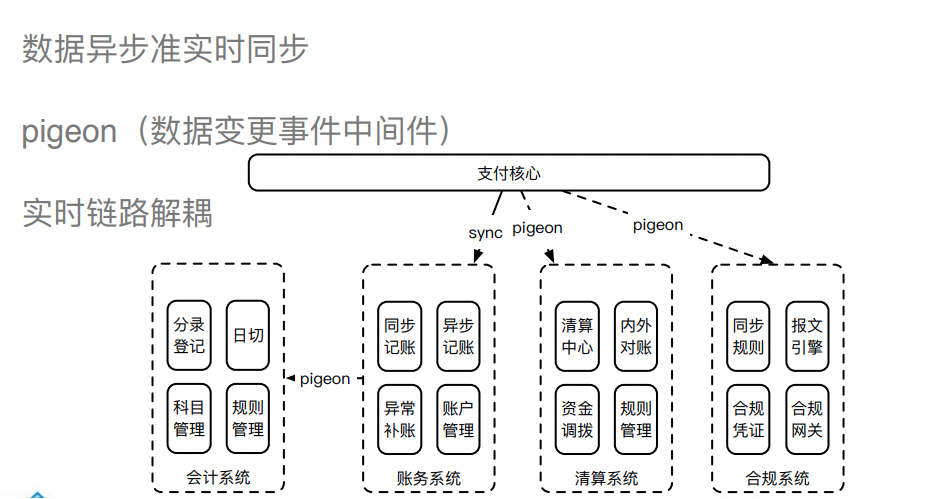 数据异步准实时同步
pigeon（数据变更事件中间件）
实时链路解耦
支付核心
sync
pigeon
pigeon
分录
登记
日切
科目
管理
规则
管理
会计系统
pigeon
同步
记账
异步
记账
异常
补账
账户
管理
账务系统
清算
中心
内外
对账
资金
调拨
规则
管理
清算系统
同步
规则
报文
引擎
合规
凭证
合规
网关
合规系统